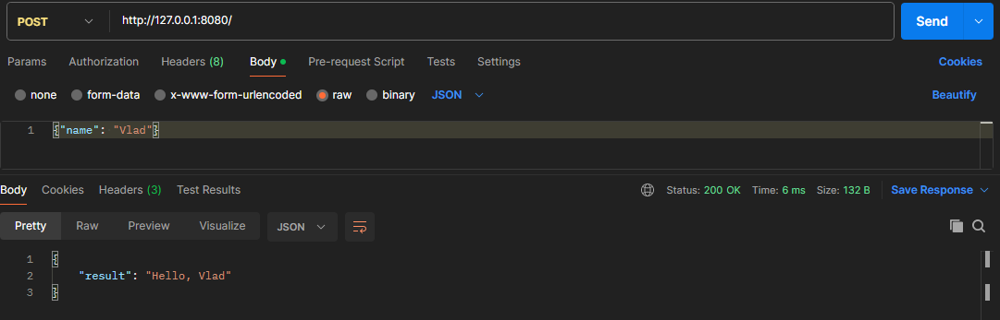 POST http://127.0.0.1:8080/ Send
Params Authorization Headers (8) Body Pre-request Script Tests Settings Cookies
none form-data x-www-form-urlencoded raw binary JSON Beautify
1 {"name": "Vlad"}
Body Cookies Headers (3) Test Results Status: 200 OK Time: 6 ms Size: 132 B Save Response
Pretty Raw Preview Visualize JSON
1 {
2 "result": "Hello, Vlad"
3 }